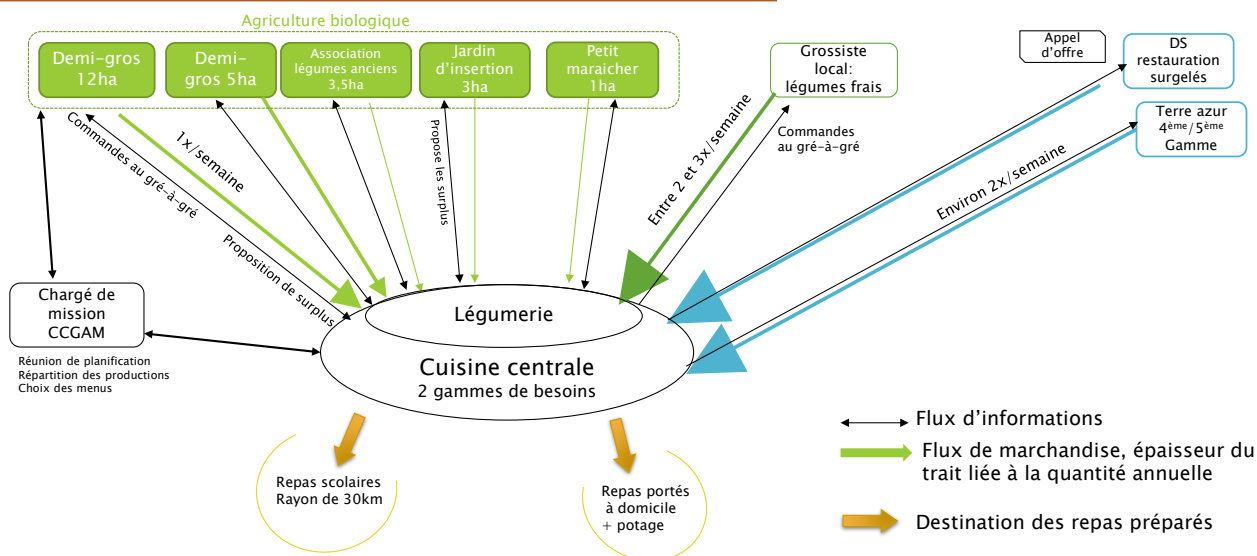 Agriculture biologique
Demi-gros
12ha
Demi-
gros 5ha
Association
légumes anciens
3,5ha
Jardin
d'insertion
3ha
Petit
maraicher
1ha
Grossiste
local:
légumes frais
Appel
d'offre
DS
restauration
surgelés
Terre azur
4ème/5ème
Gamme
Commandes au gré-à-gré
1x/semaine
Propose les surplus
Entre 2 et 3x/semaine
Commandes
au gré-à-gré
Environ 2x/semaine
Proposition de surplus
Chargé de
mission
CCGAM
Réunion de planification
Répartition des productions
Choix des menus
Légumerie
Cuisine centrale
2 gammes de besoins
Repas scolaires
Rayon de 30km
Repas portés
à domicile
+ potage
Flux d'informations
Flux de marchandise, épaisseur du
trait liée à la quantité annuelle
Destination des repas préparés